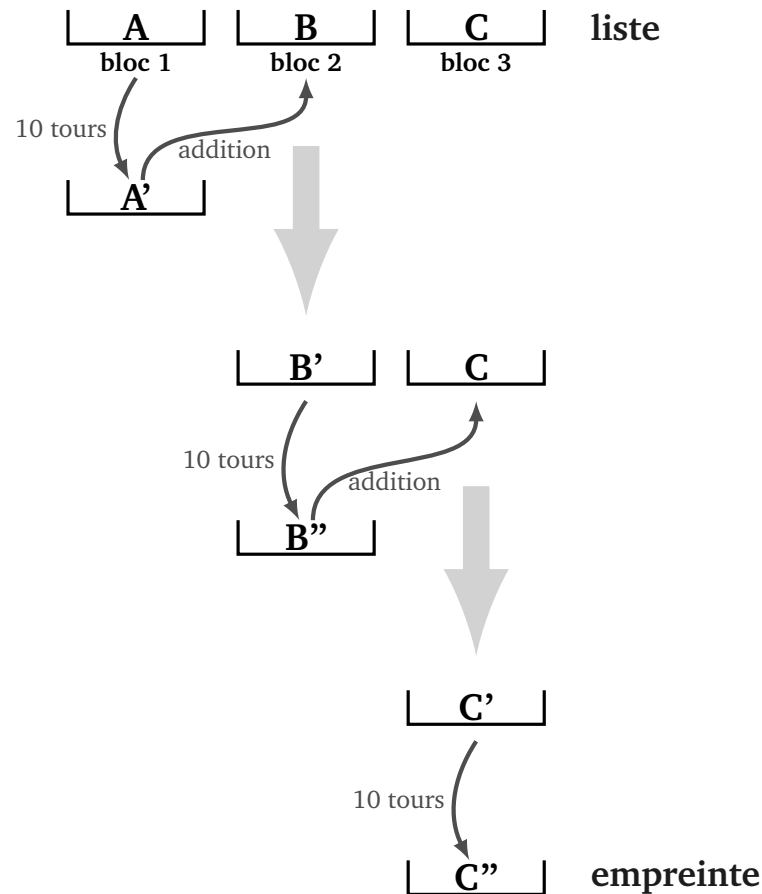 A B C liste
bloc 1 bloc 2 bloc 3
10 tours
addition
A’
B’ C
10 tours
addition
B”
C’
10 tours
C” empreinte